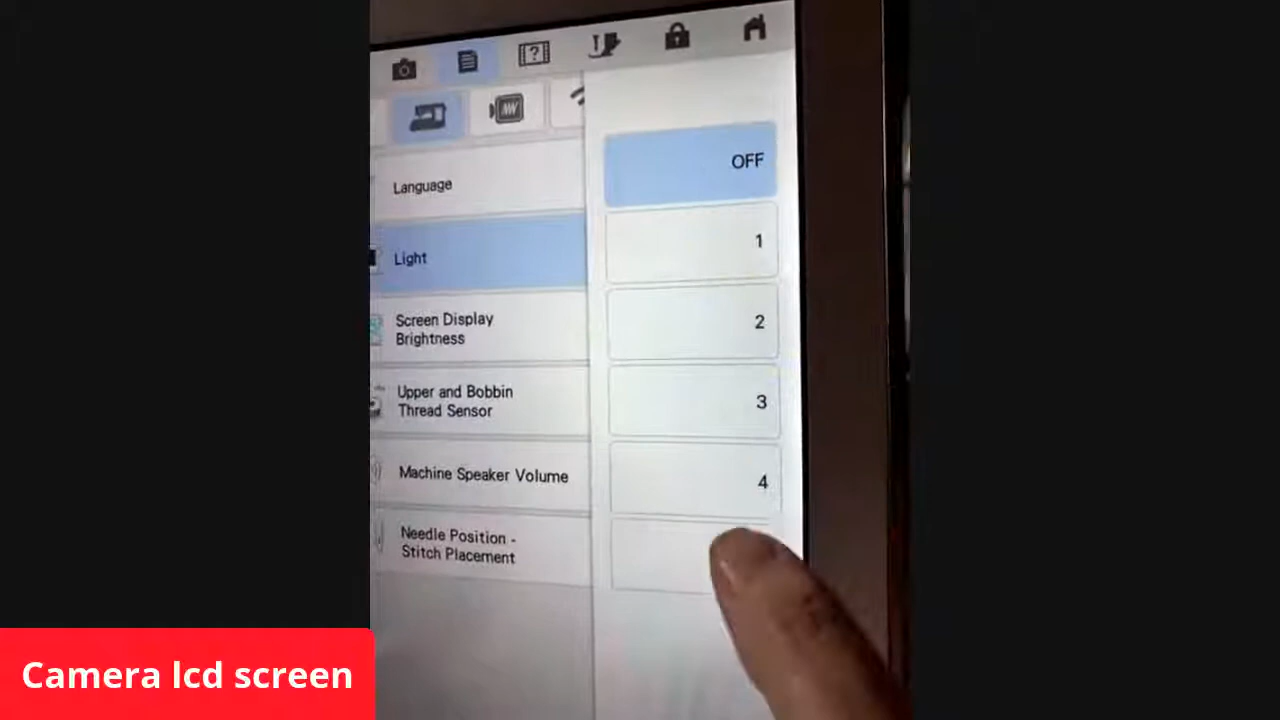 ?
Language
OFF
1
Light
2
Screen Display
Brightness
3
Upper and Bobbin
Thread Sensor
4
Machine Speaker Volume
Needle Position -
Stitch Placement
Camera lcd screen